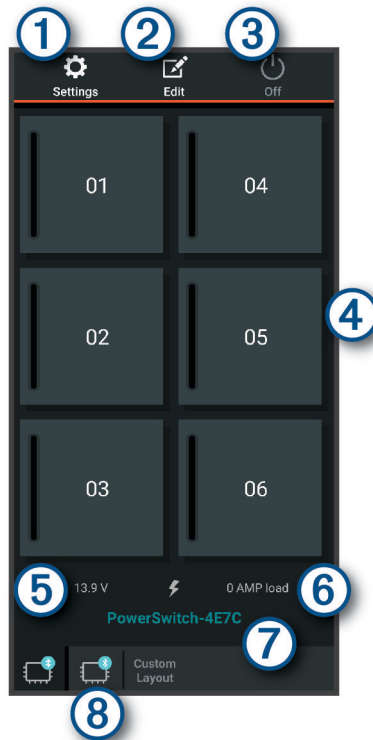 1 2 3
Settings Edit Off
01 04
4
02 05
03 06
5 13.9 V 0 AMP load 6
PowerSwitch-4E7C
7
Custom
Layout
8